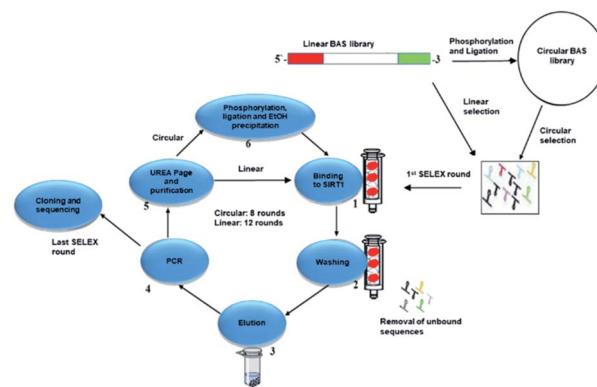 Linear BAS library
5`-
-3
Phosphorylation
and Ligation
Circular BAS
library
Linear
selection
Circular
selection
1st SELEX round
Phosphorylation,
ligation and EtOH
precipitation
6
Circular
UREA Page
and
purification
5
Linear
Binding
to SIRT1
1
Circular: 8 rounds
Linear: 12 rounds
Cloning and
sequencing
Last SELEX
round
PCR
4
Washing
2
Removal of unbound
sequences
Elution
3